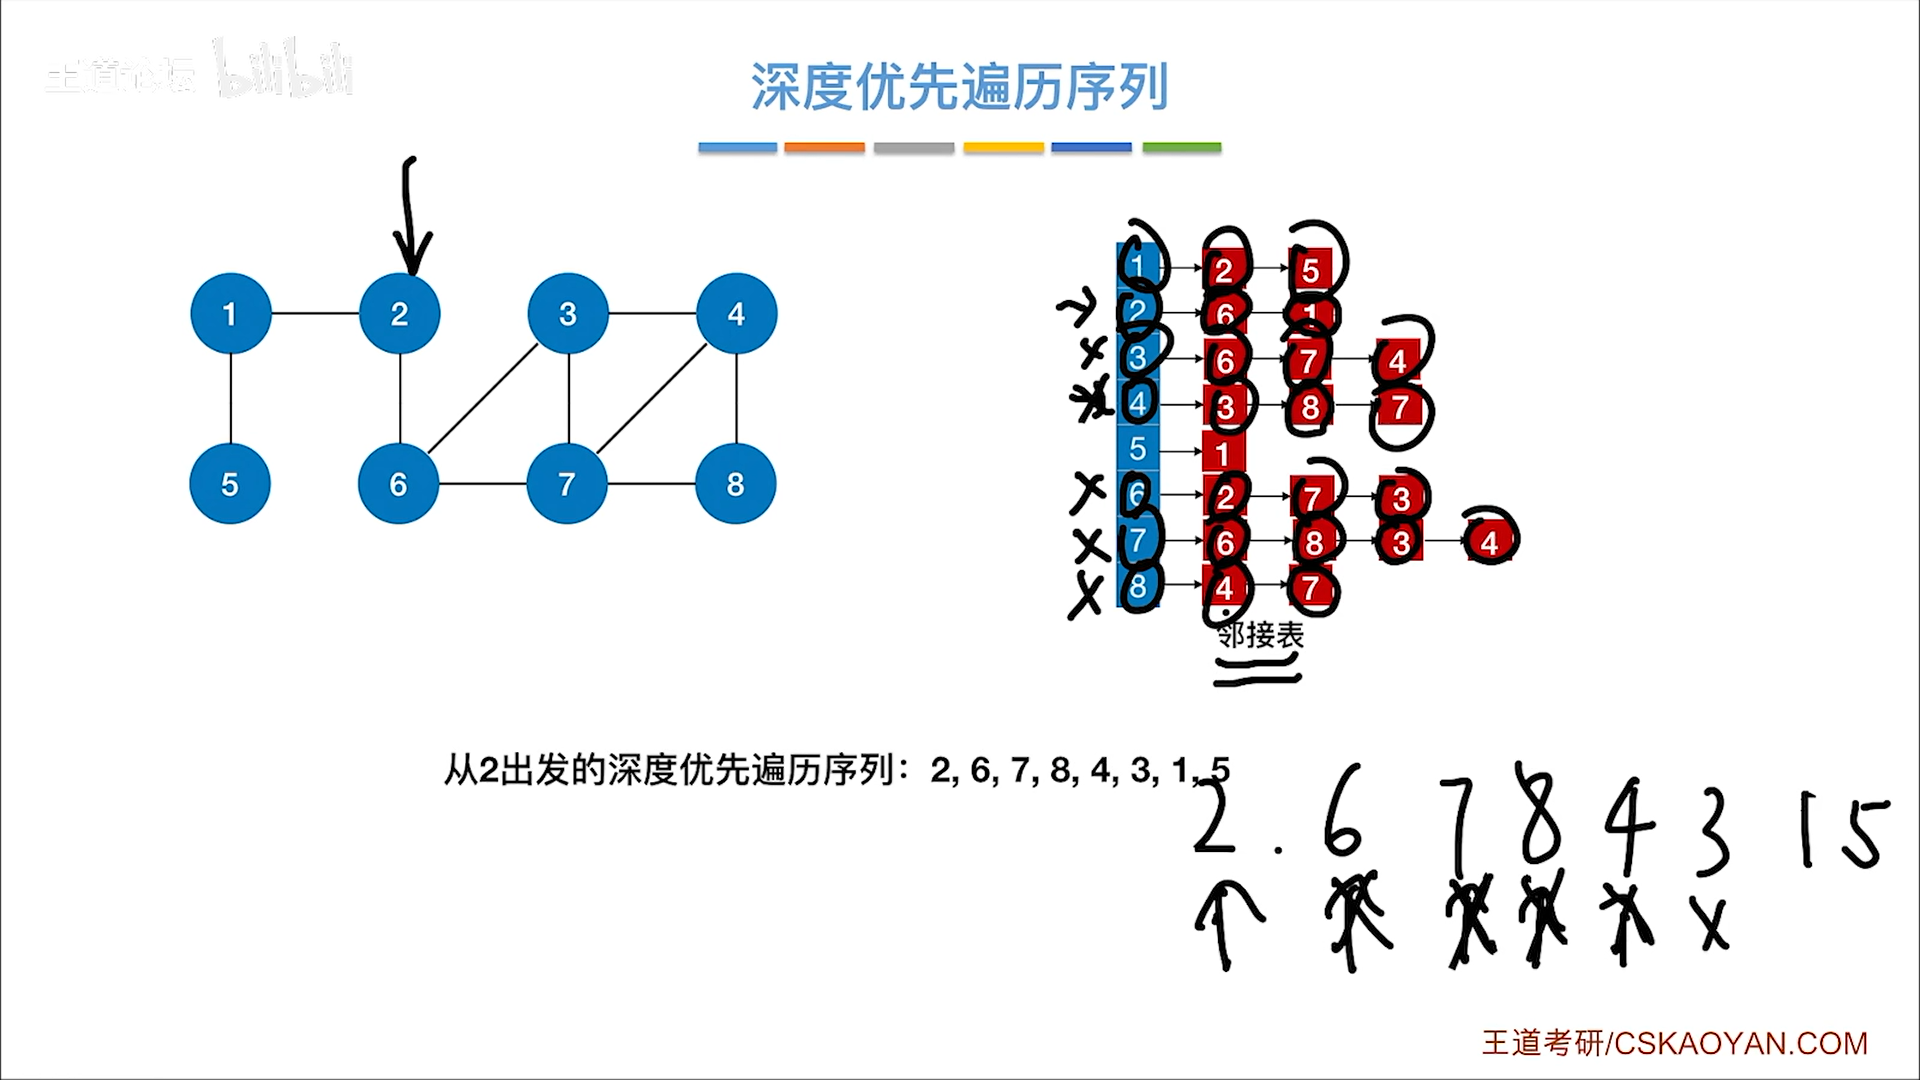 王道论坛 bilibili
深度优先遍历序列
1 2 3 4
5 6 7 8
1 2 5
2 6 1
3 6 7 4
4 3 8 7
5 1
6 2 7 3
7 6 8 3 4
8 4 7
邻接表
从2出发的深度优先遍历序列：2, 6, 7, 8, 4, 3, 1, 5
2 . 6 7 8 4 3 1 5
王道考研/CSKAOYAN.COM